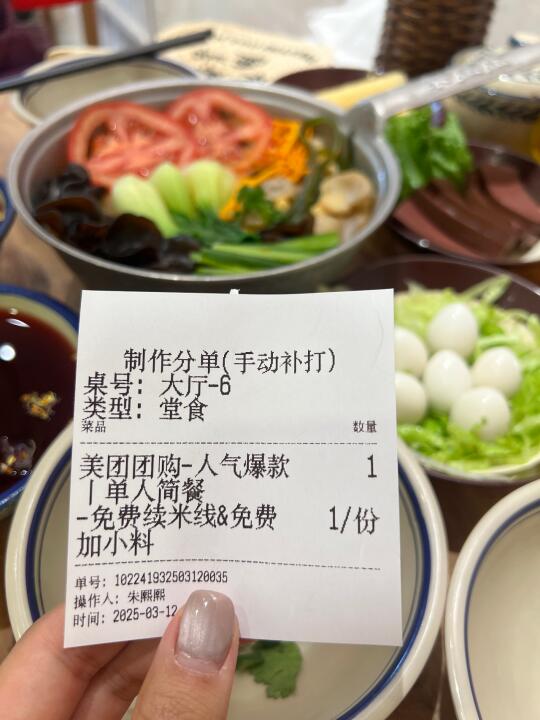 制作分单(手动补打)
桌号: 大厅-6
类型: 堂食
菜品 数量
美团团购-人气爆款 1
|单人简餐
-免费续米线&免费 1/份
加小料
单号: 102241932503120035
操作人: 朱熙熙
时间: 2025-03-12